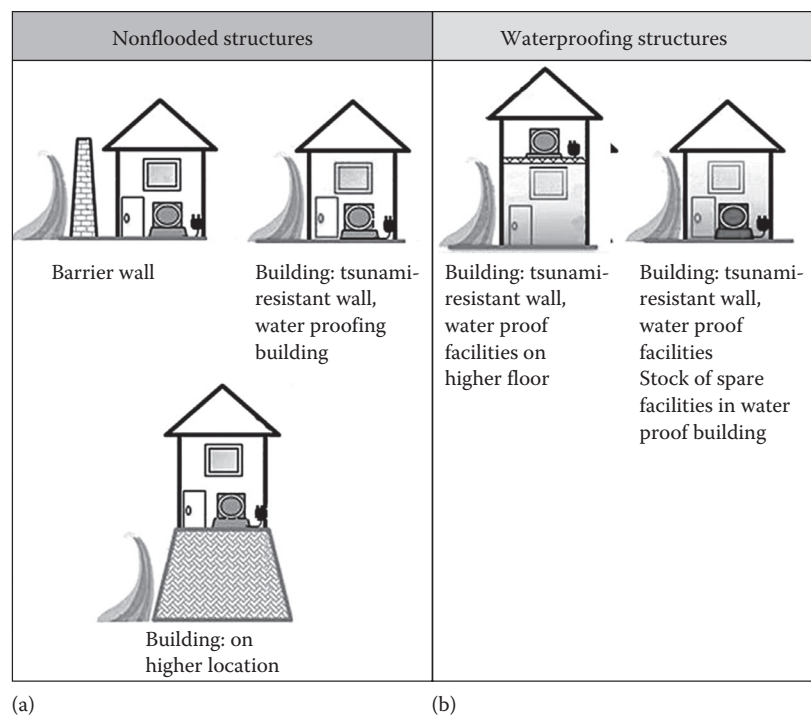 Nonflooded structures
Waterproofing structures
Barrier wall
Building: tsunami-
resistant wall,
water proofing
building
Building: on
higher location
Building: tsunami-
resistant wall,
water proof
facilities on
higher floor
Building: tsunami-
resistant wall,
water proof
facilities
Stock of spare
facilities in water
proof building
(a)
(b)